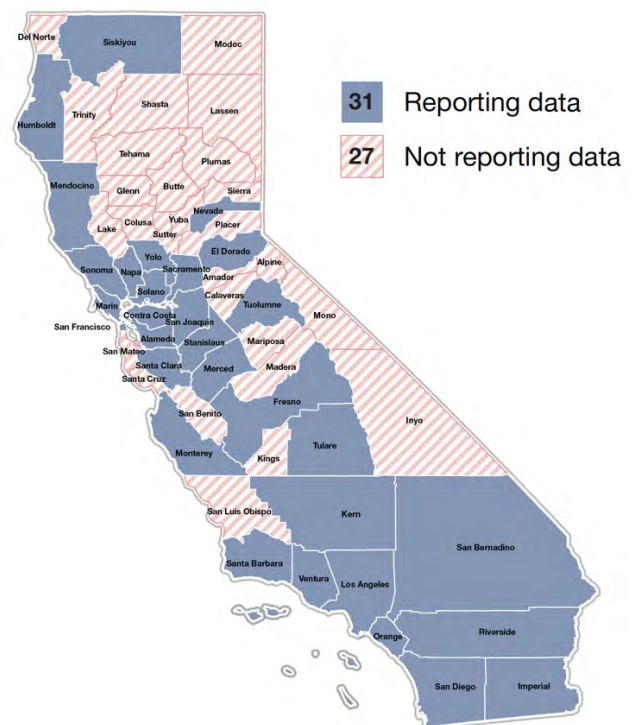 Del Norte
Siskiyou
Modoc
31 Reporting data
27 Not reporting data
Shasta
Lassen
Trinity
Humboldt
Tehama
Plumas
Mendocino
Butte
Glenn
Sierra
Nevada
Colusa
Yuba
Placer
Lake
Sutter
El Dorado
Yolo
Alpine
Sonoma
Napa
Sacramento
Amador
Solano
Calaveras
Tuolumne
Marin
Contra Costa
Mono
San Joaquin
San Francisco
Alameda
Stanislaus
Mariposa
San Mateo
Santa Clara
Merced
Madera
Santa Cruz
Fresno
San Benito
Inyo
Tulare
Monterey
Kings
San Luis Obispo
Kern
San Bernadino
Santa Barbara
Ventura
Los Angeles
Orange
Riverside
San Diego
Imperial